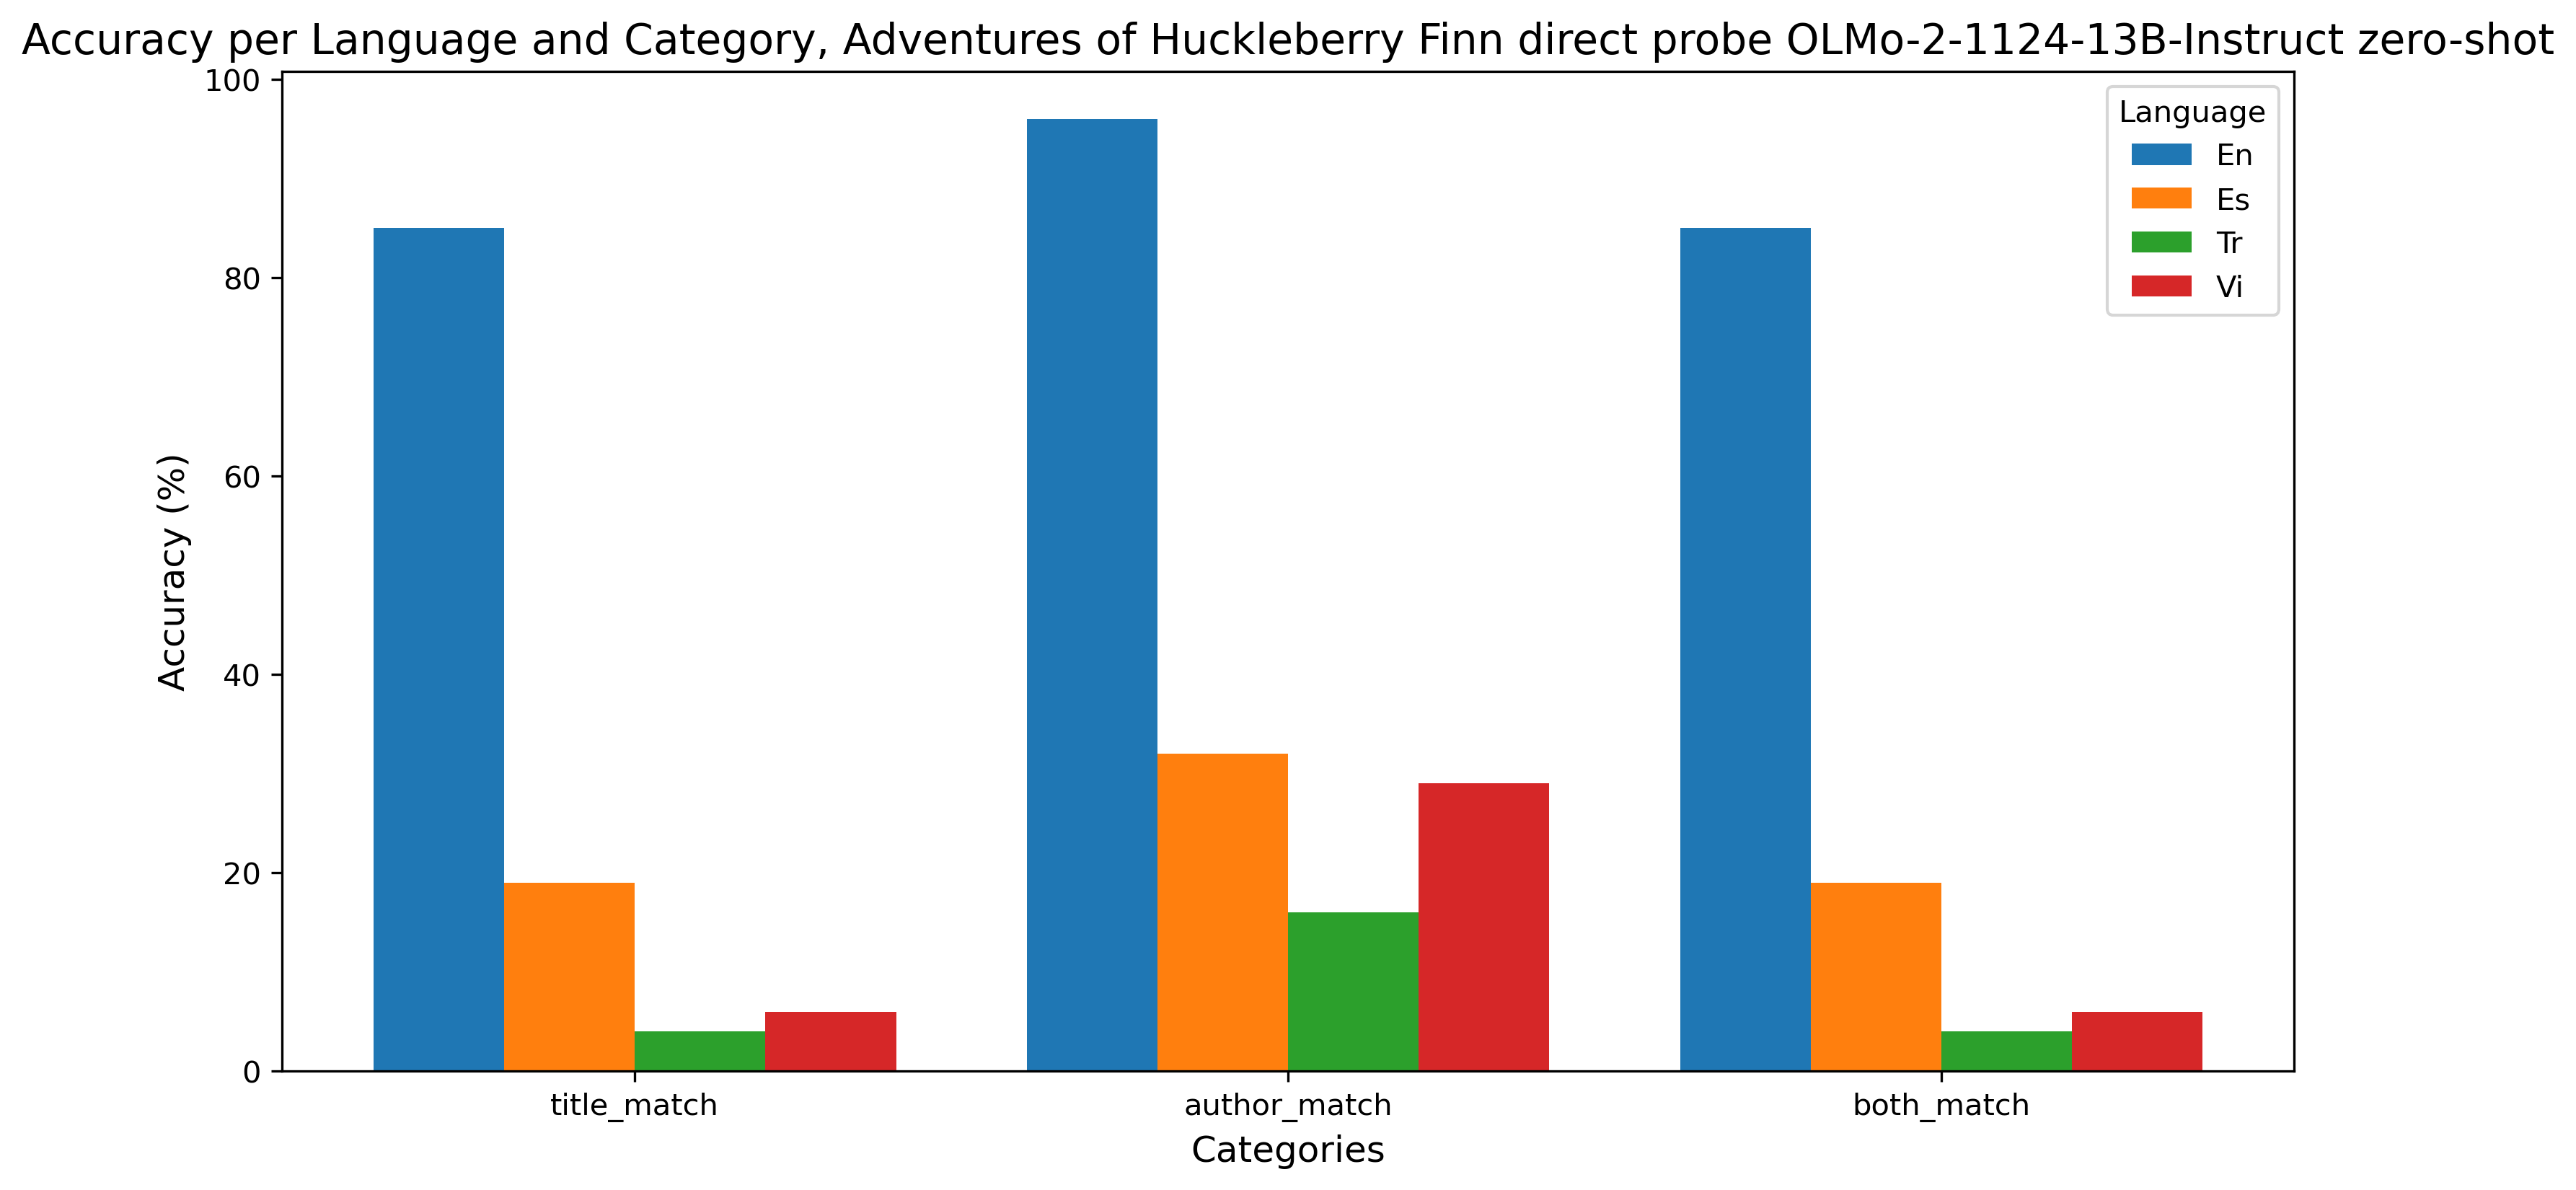 Accuracy per Language and Category, Adventures of Huckleberry Finn direct probe OLMo-2-1124-13B-Instruct zero-shot
Accuracy (%)
100
80
60
40
20
0
Language
En
Es
Tr
Vi
title_match
author_match
both_match
Categories